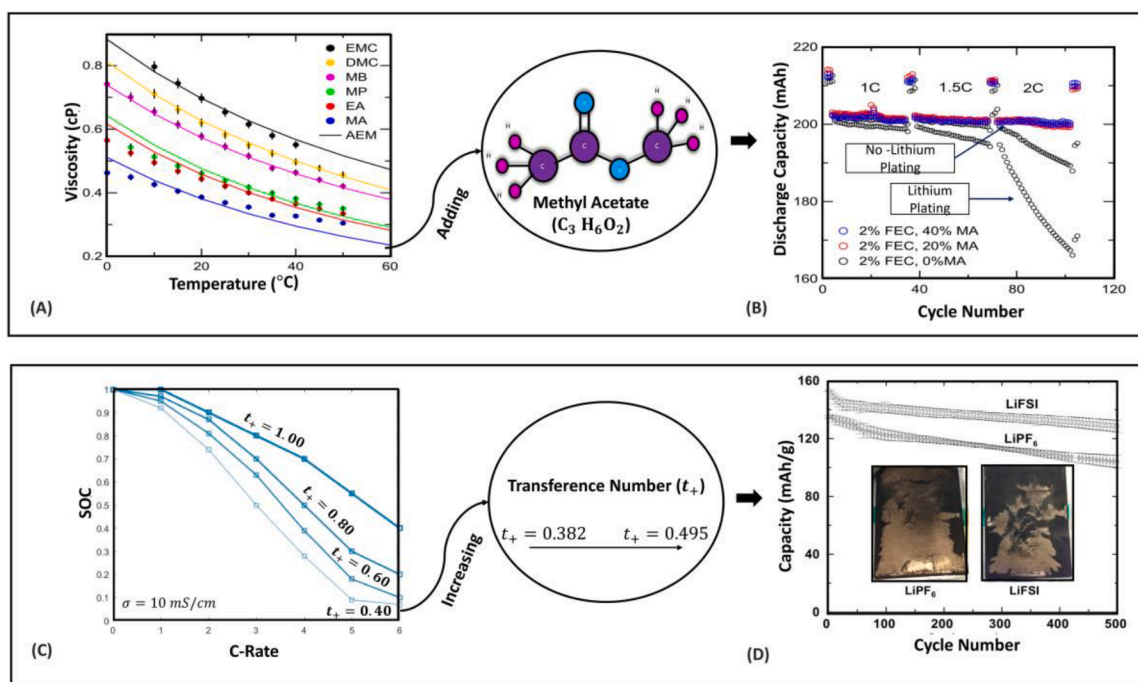 0.8
0.6
0.4
0.2
0
20
40
60
Viscosity (cP)
Temperature (°C)
EMC
DMC
MB
MP
EA
MA
AEM
(A)
Adding
H
H
H
H
H
H
C
C
C
O
O
Methyl Acetate
(C₃ H₆O₂)
220
200
180
160
0
40
80
120
Discharge Capacity (mAh)
1C
1.5C
2C
No -Lithium
Plating
Lithium
Plating
2% FEC, 40% MA
2% FEC, 20% MA
2% FEC, 0%MA
Cycle Number
(B)
1
0.9
0.8
0.7
0.6
0.5
0.4
0.3
0.2
0.1
0
0
1
2
3
4
5
6
SOC
t₊ = 1.00
t₊ = 0.80
t₊ = 0.60
t₊ = 0.40
σ = 10 mS/cm
C-Rate
(C)
Increasing
Transference Number (t₊)
t₊ = 0.382
t₊ = 0.495
160
120
80
40
0
0
100
200
300
400
500
Capacity (mAh/g)
LiFSI
LiPF₆
LiPF₆
LiFSI
Cycle Number
(D)